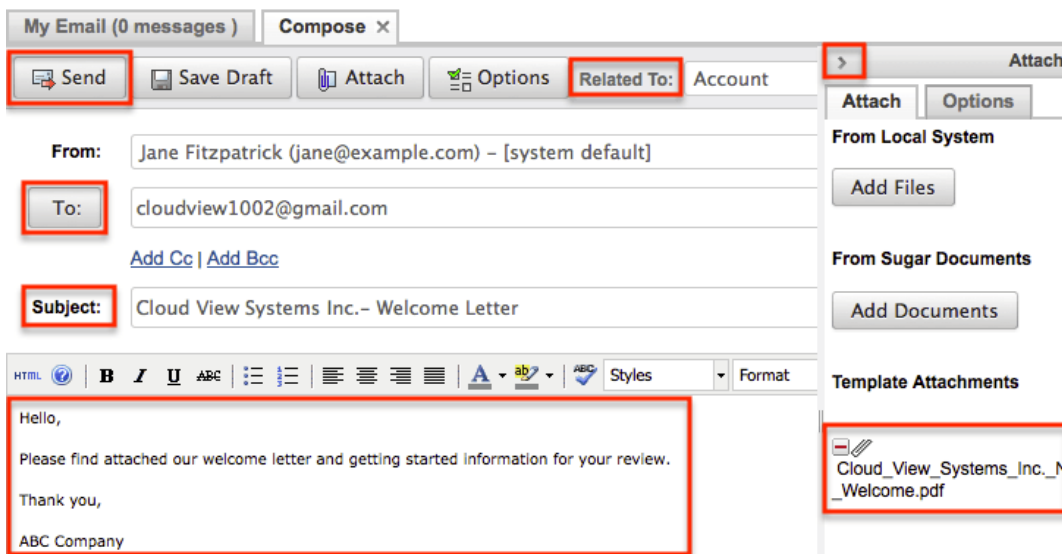 My Email (0 messages ) Compose
Send Save Draft Attach Options Related To: Account
Attach
Attach Options
From: Jane Fitzpatrick (jane@example.com) – [system default]
From Local System
Add Files
To: cloudview1002@gmail.com
Add Cc | Add Bcc
From Sugar Documents
Subject: Cloud View Systems Inc.– Welcome Letter
Add Documents
HTML ? B I U ABC A ab ABC Styles Format
Template Attachments
Hello,
Please find attached our welcome letter and getting started information for your review.
Thank you,
ABC Company
Cloud_View_Systems_Inc._N
_Welcome.pdf